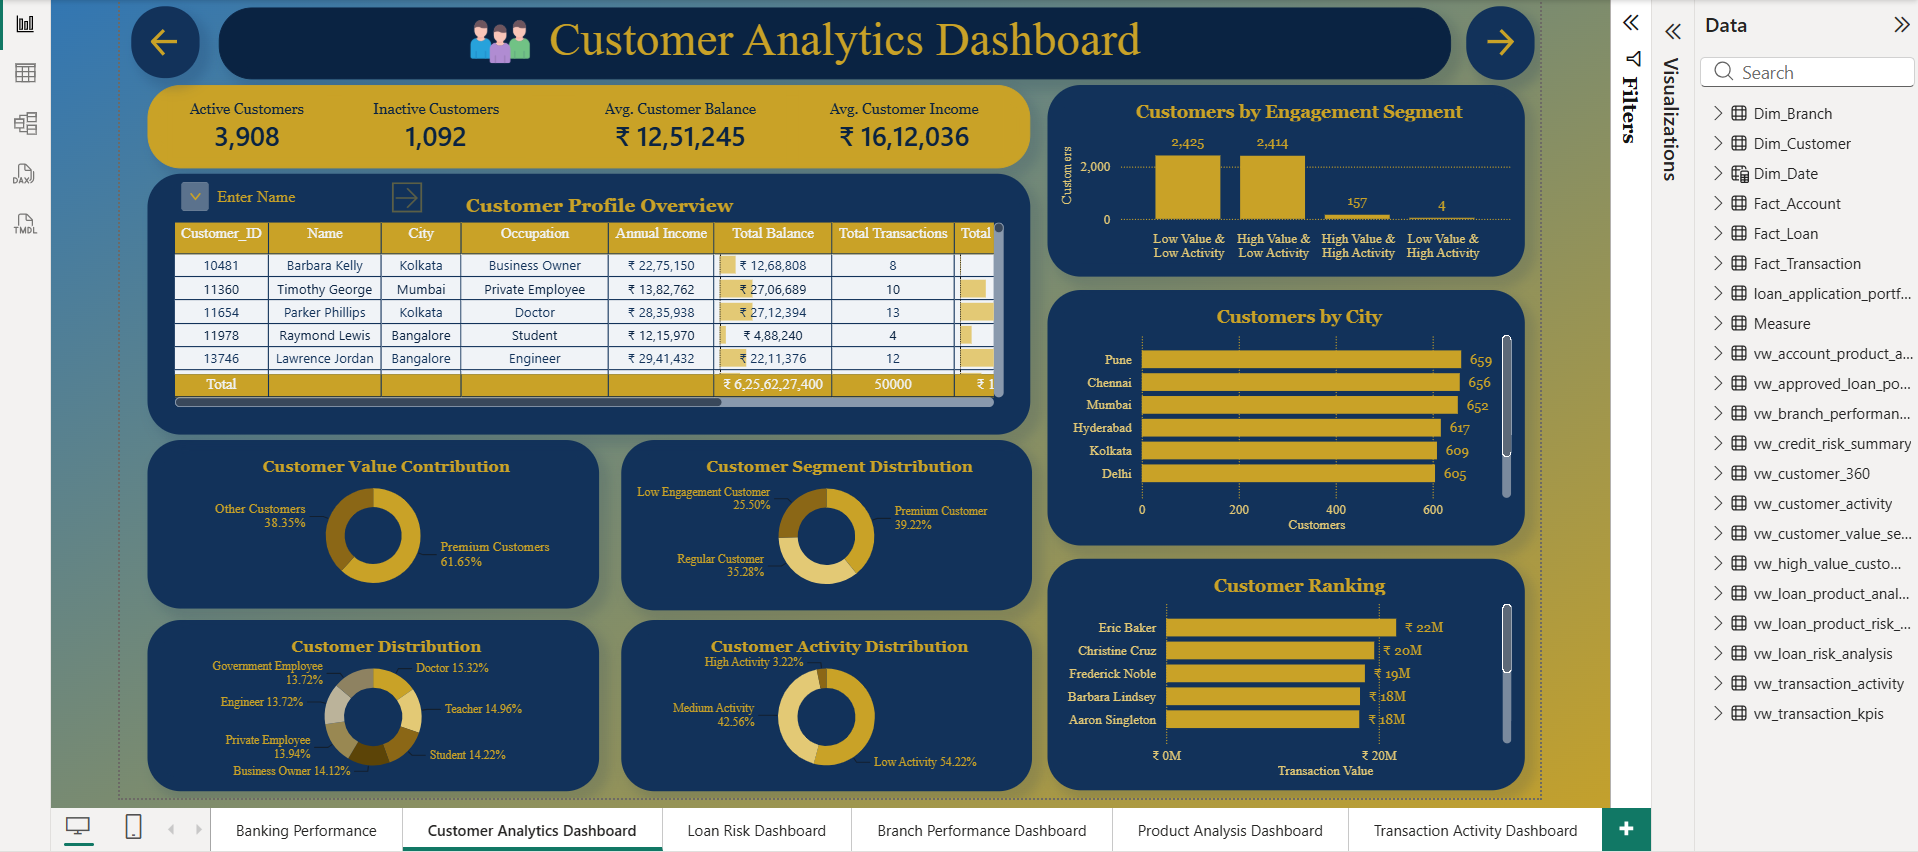 Customer Analytics Dashboard
Active Customers
3,908
Inactive Customers
1,092
Avg. Customer Balance
₹ 12,51,245
Avg. Customer Income
₹ 16,12,036
Enter Name
Customer Profile Overview
Customer_ID Name City Occupation Annual Income Total Balance Total Transactions Total
10481 Barbara Kelly Kolkata Business Owner ₹ 22,75,150 ₹ 12,68,808 8
11360 Timothy George Mumbai Private Employee ₹ 13,82,762 ₹ 27,06,689 10
11654 Parker Phillips Kolkata Doctor ₹ 28,35,938 ₹ 27,12,394 13
11978 Raymond Lewis Bangalore Student ₹ 12,15,970 ₹ 4,88,240 4
13746 Lawrence Jordan Bangalore Engineer ₹ 29,41,432 ₹ 22,11,376 12
Total ₹ 6,25,62,27,400 50000 ₹ 1
Customer Value Contribution
Other Customers
38.35%
Premium Customers
61.65%
Customer Segment Distribution
Low Engagement Customer
25.50%
Premium Customer
39.22%
Regular Customer
35.28%
Customer Distribution
Government Employee
13.72%
Doctor 15.32%
Engineer 13.72%
Teacher 14.96%
Private Employee
13.94%
Student 14.22%
Business Owner 14.12%
Customer Activity Distribution
High Activity 3.22%
Medium Activity
42.56%
Low Activity 54.22%
Customers by Engagement Segment
Customers
2,000
0
2,425
2,414
157
4
Low Value &
Low Activity
High Value &
Low Activity
High Value &
High Activity
Low Value &
High Activity
Customers by City
Pune 659
Chennai 656
Mumbai 652
Hyderabad 617
Kolkata 609
Delhi 605
0 200 400 600
Customers
Customer Ranking
Eric Baker ₹ 22M
Christine Cruz ₹ 20M
Frederick Noble ₹ 19M
Barbara Lindsey ₹ 18M
Aaron Singleton ₹ 18M
₹ 0M ₹ 20M
Transaction Value
Filters
Visualizations
Data
Search
Dim_Branch
Dim_Customer
Dim_Date
Fact_Account
Fact_Loan
Fact_Transaction
loan_application_portf...
Measure
vw_account_product_a...
vw_approved_loan_po...
vw_branch_performan...
vw_credit_risk_summary
vw_customer_360
vw_customer_activity
vw_customer_value_se...
vw_high_value_custo...
vw_loan_product_anal...
vw_loan_product_risk_...
vw_loan_risk_analysis
vw_transaction_activity
vw_transaction_kpis
DAX
TMDL
Banking Performance
Customer Analytics Dashboard
Loan Risk Dashboard
Branch Performance Dashboard
Product Analysis Dashboard
Transaction Activity Dashboard